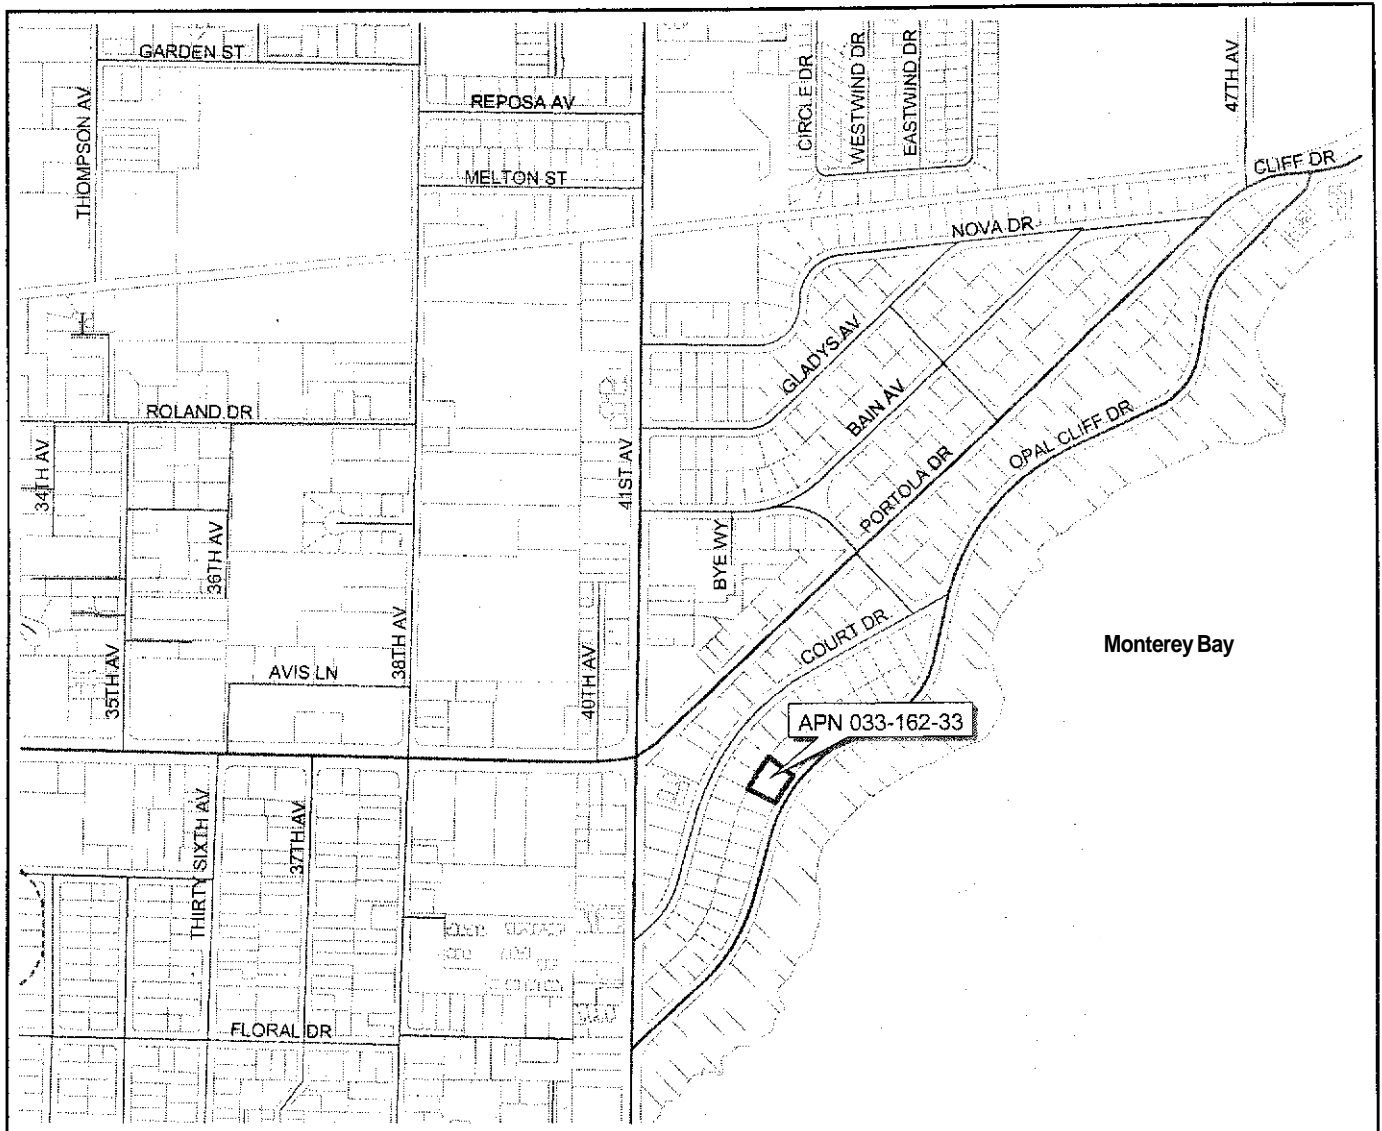 GARDEN ST
THOMPSON AV
REPOSA AV
MELTON ST
CIRCLE DR
WESTWIND DR
EASTWIND DR
47TH AV
CLIFF DR
NOVA DR
GLADYS AV
BAIN AV
PORTOLA DR
OPAL CLIFF DR
ROLAND DR
34TH AV
36TH AV
35TH AV
38TH AV
AVIS LN
40TH AV
41ST AV
BYE WY
COURT DR
Monterey Bay
APN 033-162-33
THIRTY SIXTH AV
37TH AV
FLORAL DR